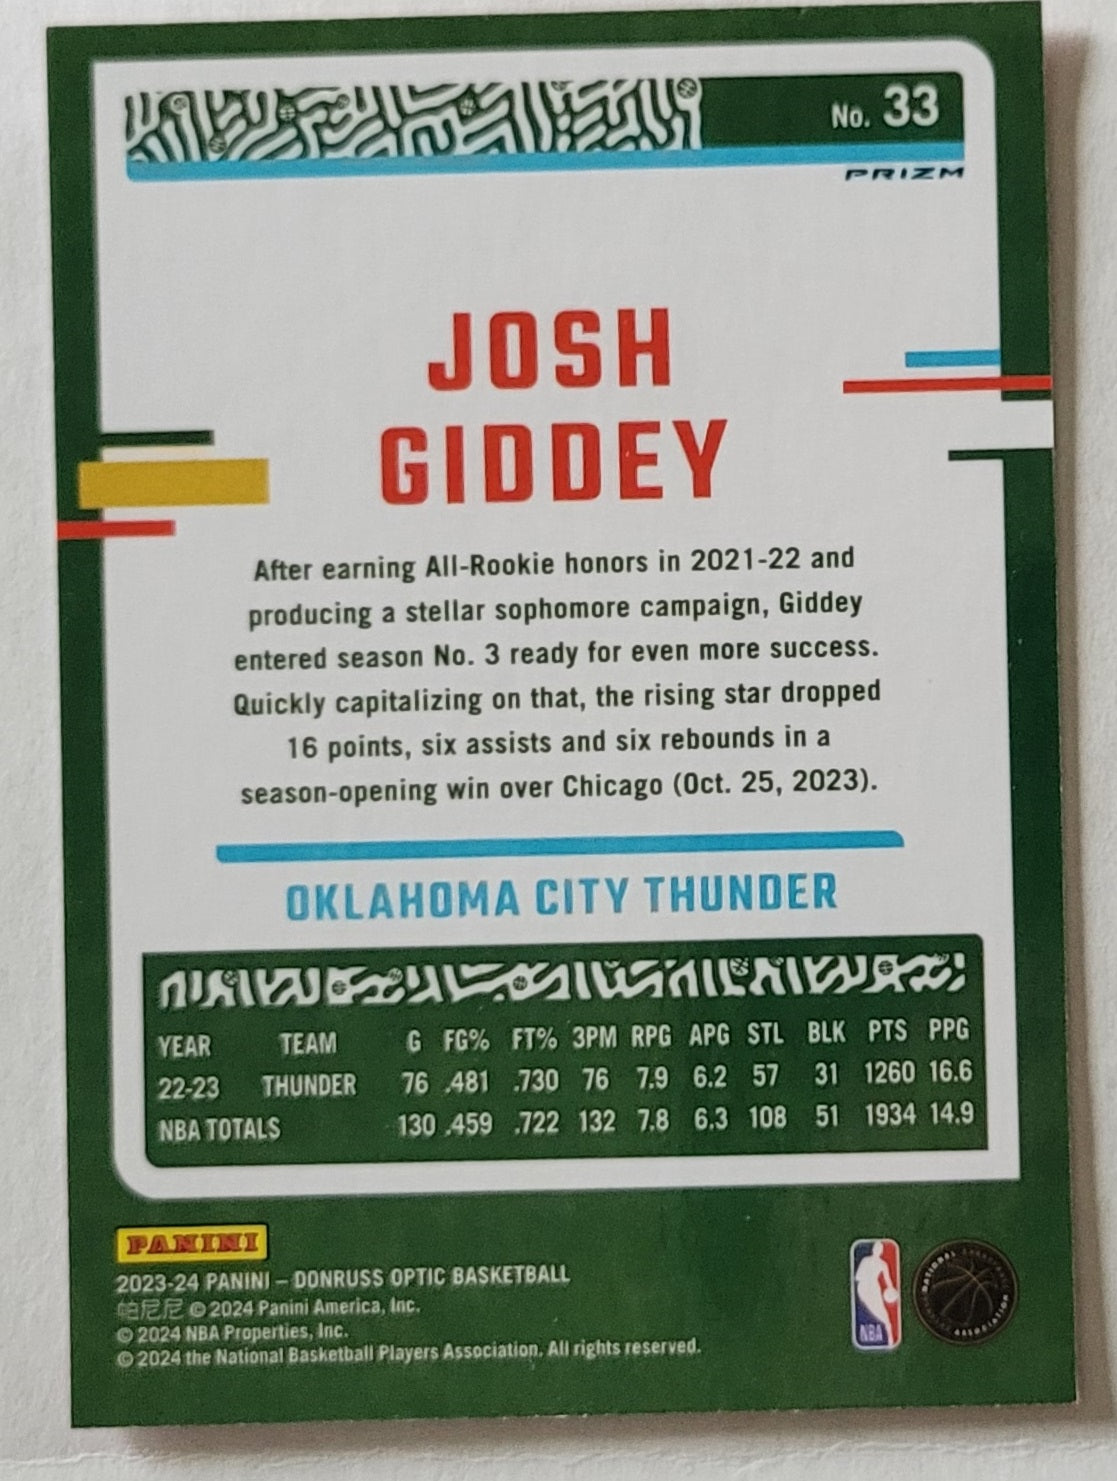 No. 33
PRIZM
JOSH
GIDDEY
After earning All-Rookie honors in 2021-22 and
producing a stellar sophomore campaign, Giddey
entered season No. 3 ready for even more success.
Quickly capitalizing on that, the rising star dropped
16 points, six assists and six rebounds in a
season-opening win over Chicago (Oct. 25, 2023).
OKLAHOMA CITY THUNDER
YEAR TEAM G FG% FT% 3PM RPG APG STL BLK PTS PPG
22-23 THUNDER 76 .481 .730 76 7.9 6.2 57 31 1260 16.6
NBA TOTALS 130 .459 .722 132 7.8 6.3 108 51 1934 14.9
PANINI
2023-24 PANINI – DONRUSS OPTIC BASKETBALL
帕尼尼 © 2024 Panini America, Inc.
© 2024 NBA Properties, Inc.
© 2024 the National Basketball Players Association. All rights reserved.
NBA
NATIONAL BASKETBALL PLAYERS ASSOCIATION